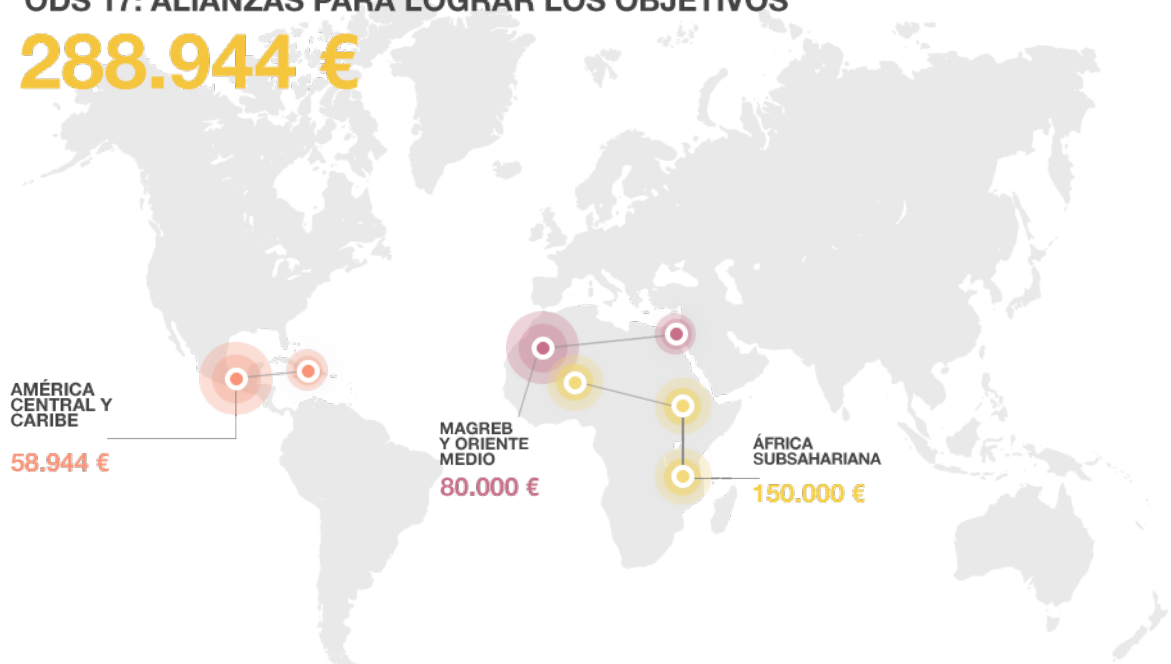 ODS 17: ALIANZAS PARA LOGRAR LOS OBJETIVOS
288.944 €
AMÉRICA
CENTRAL Y
CARIBE
58.944 €
MAGREB
Y ORIENTE
MEDIO
80.000 €
ÁFRICA
SUBSAHARIANA
150.000 €